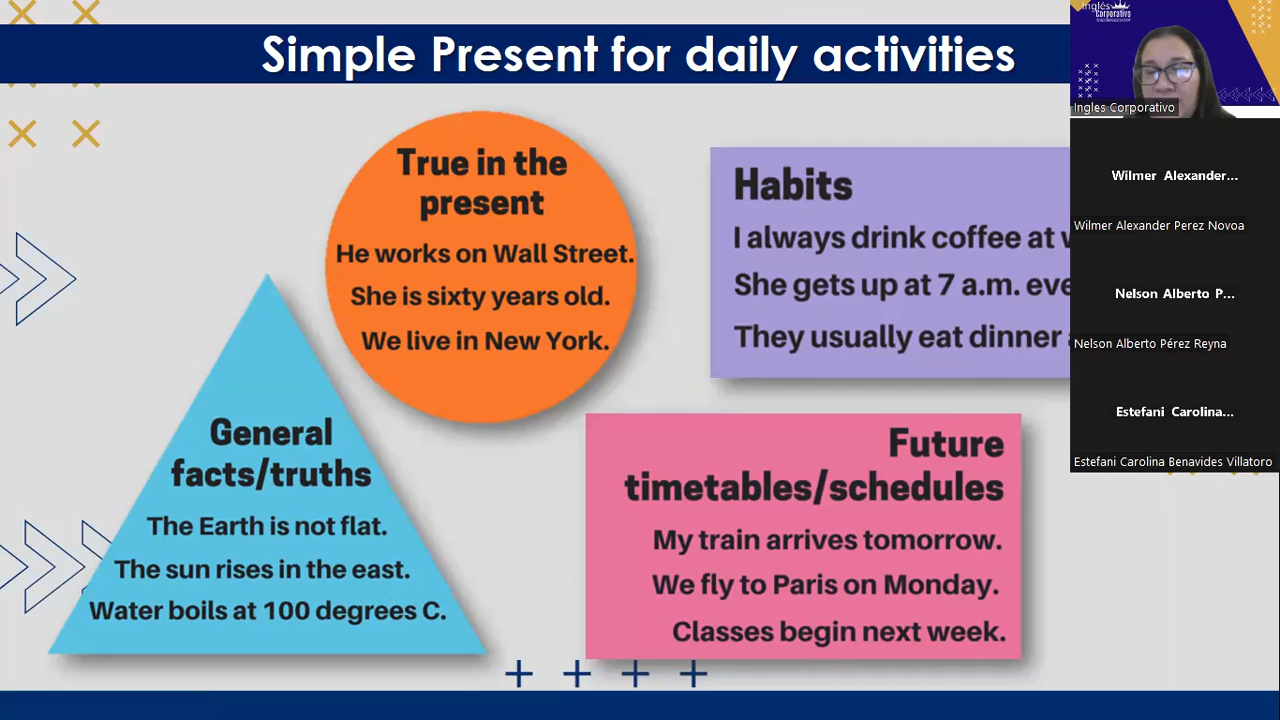 Simple Present for daily activities
True in the
present
He works on Wall Street.
She is sixty years old.
We live in New York.
Habits
I always drink coffee at
She gets up at 7 a.m.
They usually eat dinner
General
facts/truths
The Earth is not flat.
The sun rises in the east.
Water boils at 100 degrees C.
Future
timetables/schedules
My train arrives tomorrow.
We fly to Paris on Monday.
Classes begin next week.
Inglés
Corporativo
Ingles Corporativo
Wilmer Alexander...
Wilmer Alexander Perez Novoa
Nelson Alberto P...
Nelson Alberto Pérez Reyna
Estefani Carolina...
Estefani Carolina Benavides Villatoro